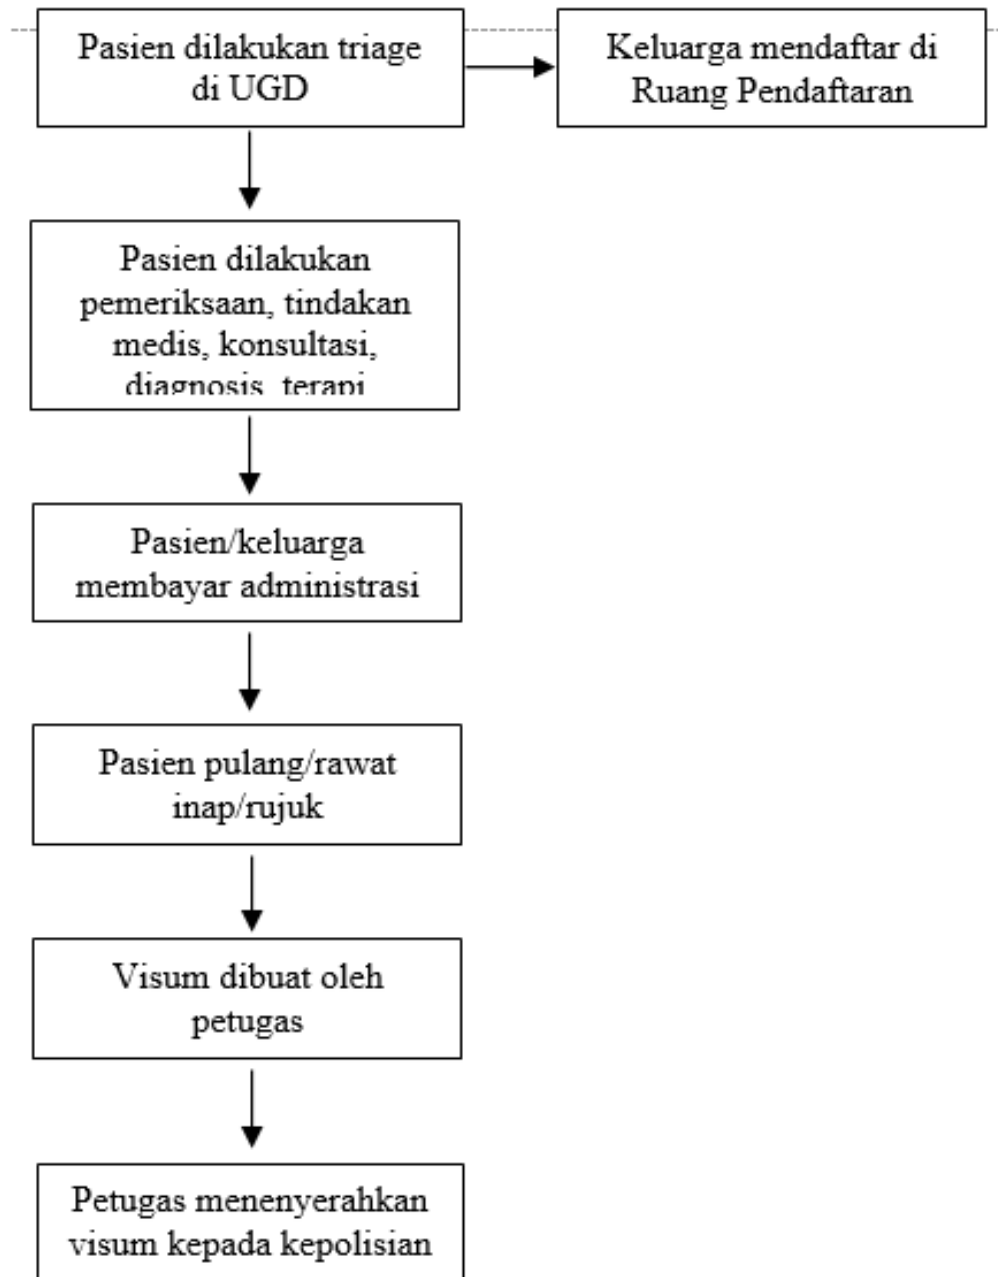 Pasien dilakukan triage
di UGD
Keluarga mendaftar di
Ruang Pendaftaran
Pasien dilakukan
pemeriksaan, tindakan
medis, konsultasi,
diagnosis, terapi
Pasien/keluarga
membayar administrasi
Pasien pulang/rawat
inap/rujuk
Visum dibuat oleh
petugas
Petugas menenyerahkan
visum kepada kepolisian